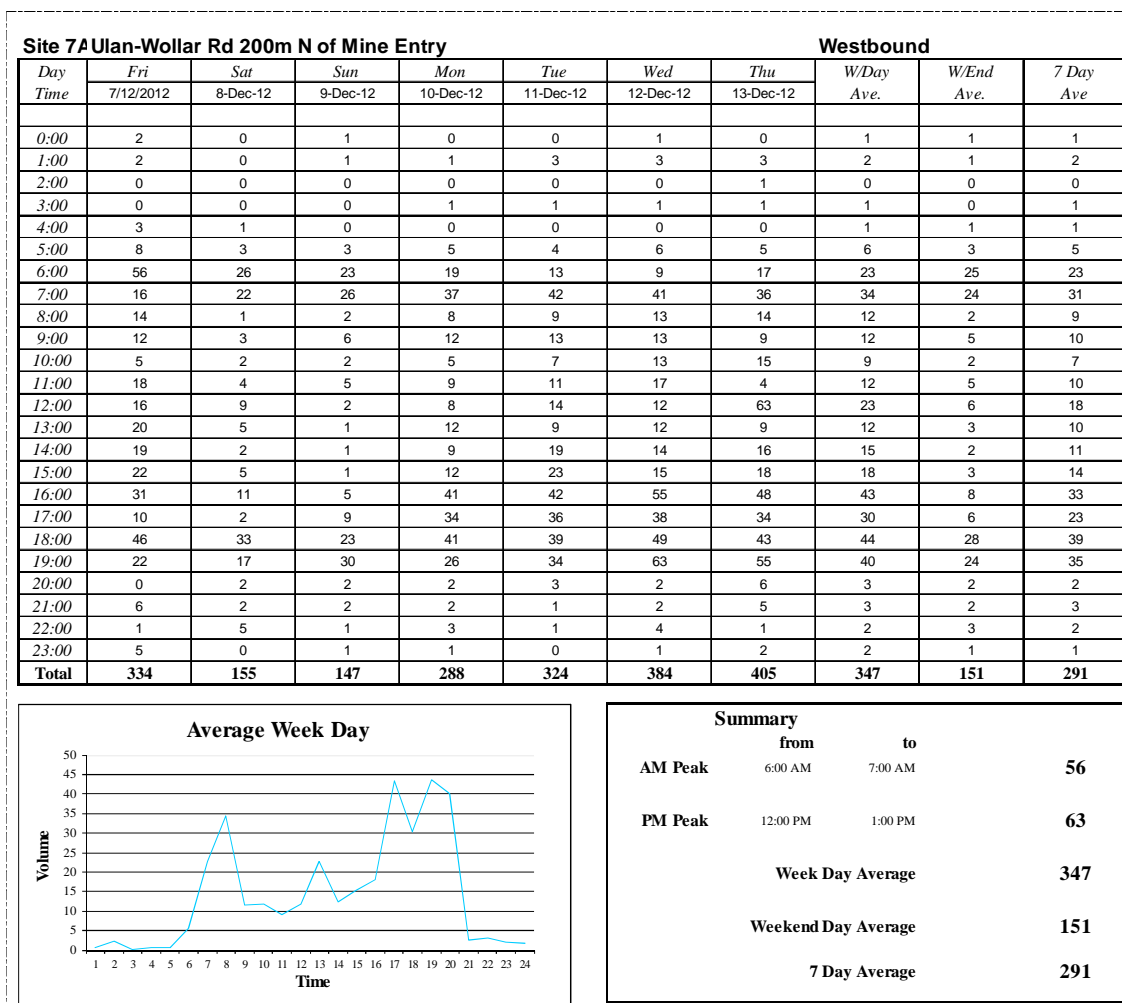 Site 7A Ulan-Wollar Rd 200m N of Mine Entry Westbound
Day Fri Sat Sun Mon Tue Wed Thu W/Day W/End 7 Day
Time 7/12/2012 8-Dec-12 9-Dec-12 10-Dec-12 11-Dec-12 12-Dec-12 13-Dec-12 Ave. Ave. Ave
0:00 2 0 1 0 0 1 0 1 1 1
1:00 2 0 1 1 3 3 3 2 1 2
2:00 0 0 0 0 0 0 1 0 0 0
3:00 0 0 0 1 1 1 1 1 0 1
4:00 3 1 0 0 0 0 0 1 1 1
5:00 8 3 3 5 4 6 5 6 3 5
6:00 56 26 23 19 13 9 17 23 25 23
7:00 16 22 26 37 42 41 36 34 24 31
8:00 14 1 2 8 9 13 14 12 2 9
9:00 12 3 6 12 13 13 9 12 5 10
10:00 5 2 2 5 7 13 15 9 2 7
11:00 18 4 5 9 11 17 4 12 5 10
12:00 16 9 2 8 14 12 63 23 6 18
13:00 20 5 1 12 9 12 9 12 3 10
14:00 19 2 1 9 19 14 16 15 2 11
15:00 22 5 1 12 23 15 18 18 3 14
16:00 31 11 5 41 42 55 48 43 8 33
17:00 10 2 9 34 36 38 34 30 6 23
18:00 46 33 23 41 39 49 43 44 28 39
19:00 22 17 30 26 34 63 55 40 24 35
20:00 0 2 2 2 3 2 6 3 2 2
21:00 6 2 2 2 1 2 5 3 2 3
22:00 1 5 1 3 1 4 1 2 3 2
23:00 5 0 1 1 0 1 2 2 1 1
Total 334 155 147 288 324 384 405 347 151 291
Average Week Day
50
45
40
35
30
25
20
15
10
5
0
Volume
1 2 3 4 5 6 7 8 9 10 11 12 13 14 15 16 17 18 19 20 21 22 23 24
Time
Summary
from to
AM Peak 6:00 AM 7:00 AM 56
PM Peak 12:00 PM 1:00 PM 63
Week Day Average 347
Weekend Day Average 151
7 Day Average 291